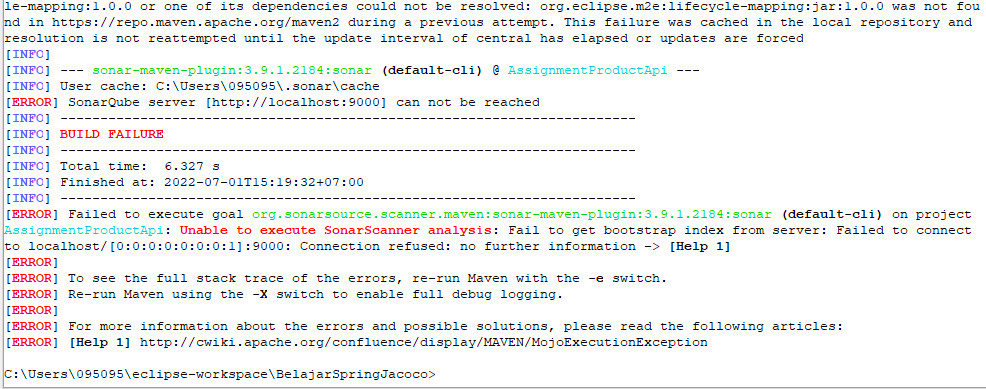 le-mapping:1.0.0 or one of its dependencies could not be resolved: org.eclipse.m2e:lifecycle-mapping:jar:1.0.0 was not fou
nd in https://repo.maven.apache.org/maven2 during a previous attempt. This failure was cached in the local repository and
resolution is not reattempted until the update interval of central has elapsed or updates are forced
[INFO]
[INFO] --- sonar-maven-plugin:3.9.1.2184:sonar (default-cli) @ AssignmentProductApi ---
[INFO] User cache: C:\Users\095095\.sonar\cache
[ERROR] SonarQube server [http://localhost:9000] can not be reached
[INFO] ------------------------------------------------------------------------
[INFO] BUILD FAILURE
[INFO] ------------------------------------------------------------------------
[INFO] Total time:  6.327 s
[INFO] Finished at: 2022-07-01T15:19:32+07:00
[INFO] ------------------------------------------------------------------------
[ERROR] Failed to execute goal org.sonarsource.scanner.maven:sonar-maven-plugin:3.9.1.2184:sonar (default-cli) on project
AssignmentProductApi: Unable to execute SonarScanner analysis: Fail to get bootstrap index from server: Failed to connect
to localhost/[0:0:0:0:0:0:0:1]:9000: Connection refused: no further information -> [Help 1]
[ERROR]
[ERROR] To see the full stack trace of the errors, re-run Maven with the -e switch.
[ERROR] Re-run Maven using the -X switch to enable full debug logging.
[ERROR]
[ERROR] For more information about the errors and possible solutions, please read the following articles:
[ERROR] [Help 1] http://cwiki.apache.org/confluence/display/MAVEN/MojoExecutionException
C:\Users\095095\eclipse-workspace\BelajarSpringJacoco>